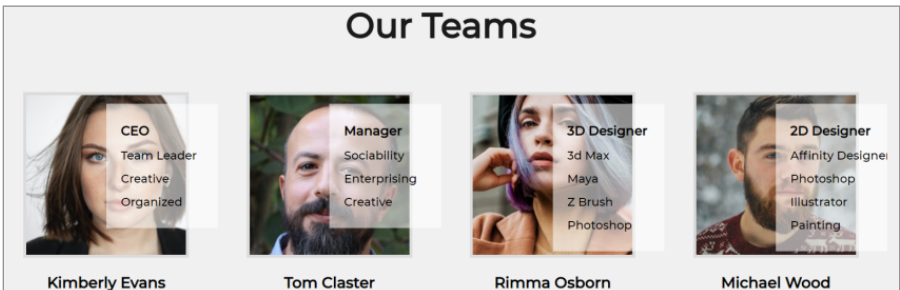 Our Teams
CEO
Team Leader
Creative
Organized
Kimberly Evans
Manager
Sociability
Enterprising
Creative
Tom Claster
3D Designer
3d Max
Maya
Z Brush
Photoshop
Rimma Osborn
2D Designer
Affinity Designer
Photoshop
Illustrator
Painting
Michael Wood